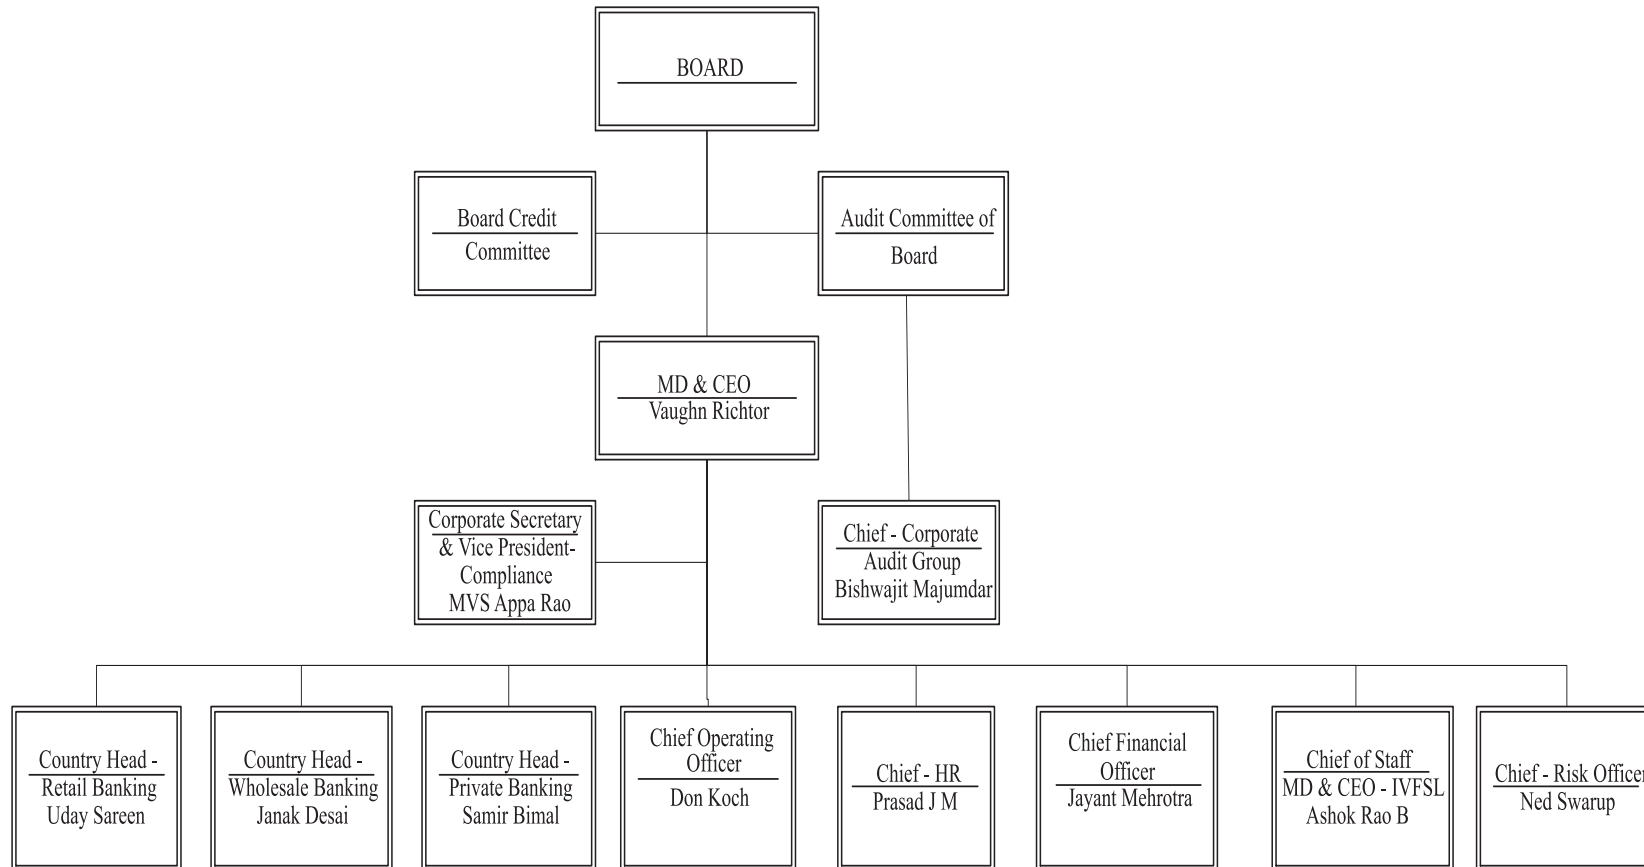 BOARD
Board Credit
Committee
Audit Committee of
Board
MD & CEO
Vaughn Richtor
Corporate Secretary
& Vice President-
Compliance
MVS Appa Rao
Chief - Corporate
Audit Group
Bishwajit Majumdar
Country Head -
Retail Banking
Uday Sareen
Country Head -
Wholesale Banking
Janak Desai
Country Head -
Private Banking
Samir Bimal
Chief Operating
Officer
Don Koch
Chief - HR
Prasad J M
Chief Financial
Officer
Jayant Mehrotra
Chief of Staff
MD & CEO - IVFSL
Ashok Rao B
Chief - Risk Officer
Ned Swarup